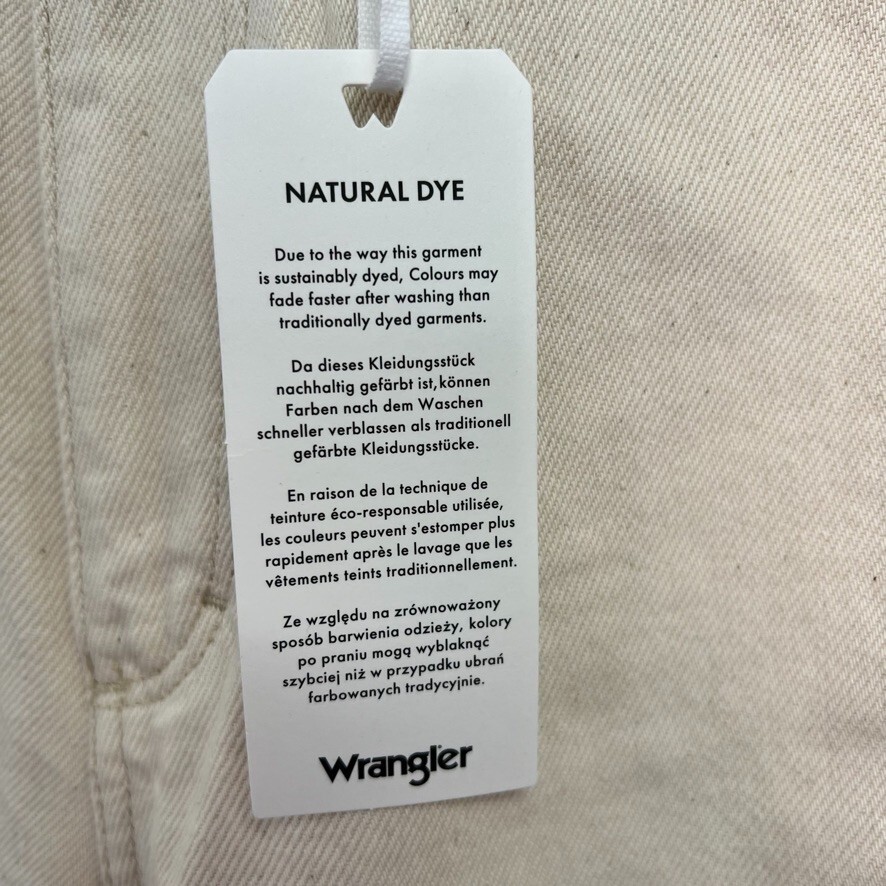 NATURAL DYE
Due to the way this garment
is sustainably dyed, Colours may
fade faster after washing than
traditionally dyed garments.
Da dieses Kleidungsstück
nachhaltig gefärbt ist,können
Farben nach dem Waschen
schneller verblassen als traditionell
gefärbte Kleidungsstücke.
En raison de la technique de
teinture éco-responsable utilisée,
les couleurs peuvent s'estomper plus
rapidement après le lavage que les
vêtements teints traditionnellement.
Ze względu na zrównoważony
sposób barwienia odzieży, kolory
po praniu mogą wyblaknąć
szybciej niż w przypadku ubrań
farbowanych tradycyjnie.
Wrangler